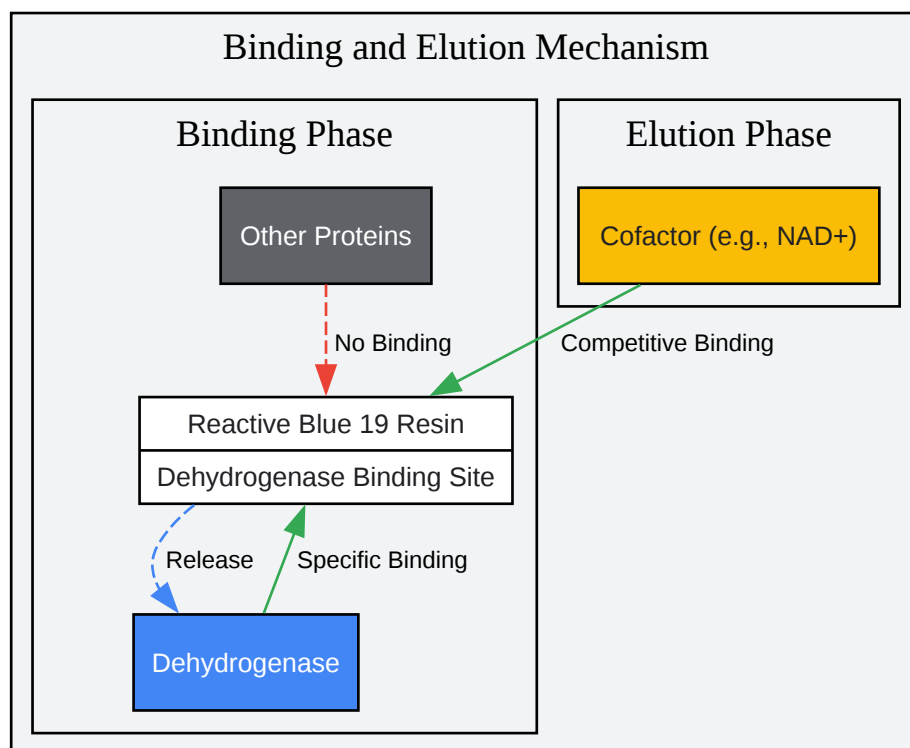 Binding and Elution Mechanism
Binding Phase
Elution Phase
Other Proteins
Cofactor (e.g., NAD+)
No Binding
Competitive Binding
Reactive Blue 19 Resin
Dehydrogenase Binding Site
Release
Specific Binding
Dehydrogenase